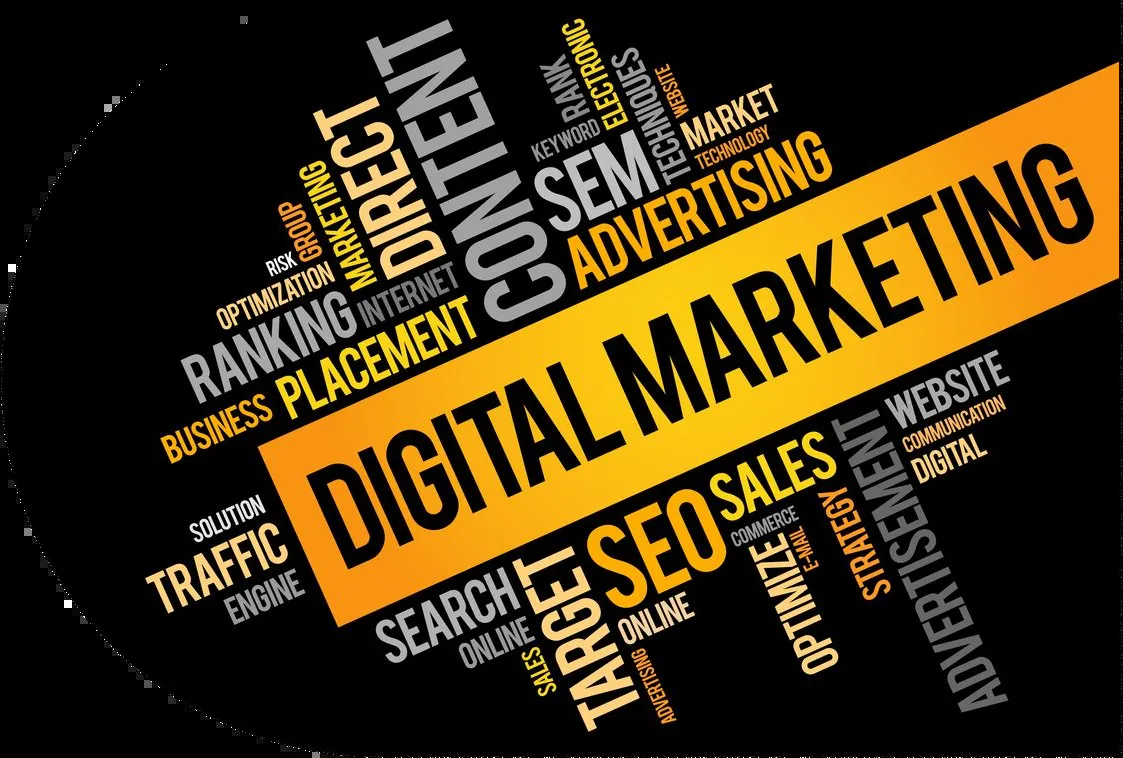 CONTENT
DIRECT
MARKETING
GROUP
RISK
OPTIMIZATION
RANKING
INTERNET
PLACEMENT
BUSINESS
RANK
ELECTRONIC
TECHNIQUES
WEBSITE
KEYWORD
SEM
MARKET
TECHNOLOGY
ADVERTISING
DIGITAL MARKETING
SOLUTION
TRAFFIC
ENGINE
SEARCH
ONLINE
SALES
TARGET
SEO
ONLINE
ADVERTISING
SALES
COMMERCE
OPTIMIZE
E-MAIL
STRATEGY
ADVERTISEMENT
WEBSITE
COMMUNICATION
DIGITAL